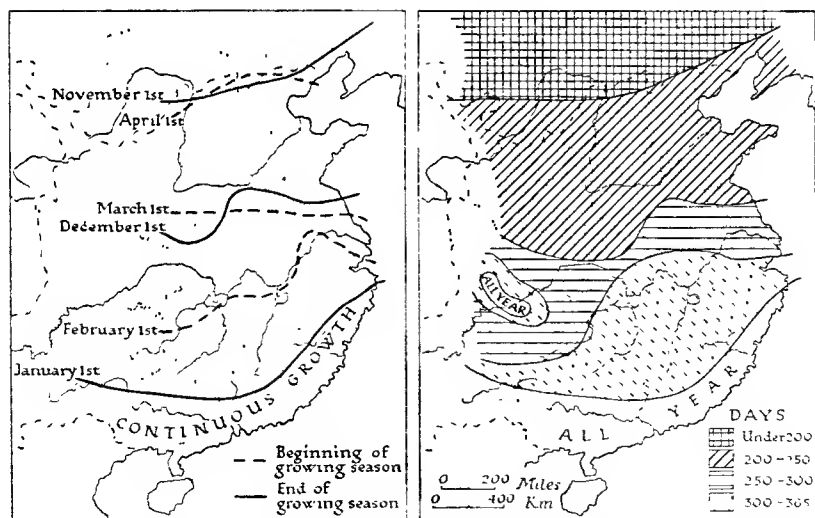 November 1st
April 1st
March 1st
December 1st
February 1st
January 1st
CONTINUOUS GROWTH
Beginning of
growing season
End of
growing season
ALL YEAR
ALL YEAR
DAYS
Under 200
200-250
250-300
300-365
0 200 Miles
0 400 Km